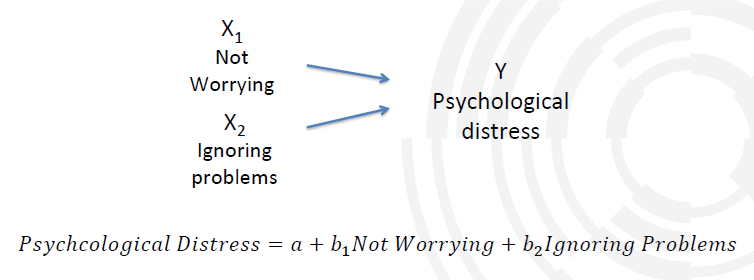 X₁
Not
Worrying
X₂
Ignoring
problems
Y
Psychological
distress
Psychcological Distress = a + b₁Not Worrying + b₂Ignoring Problems